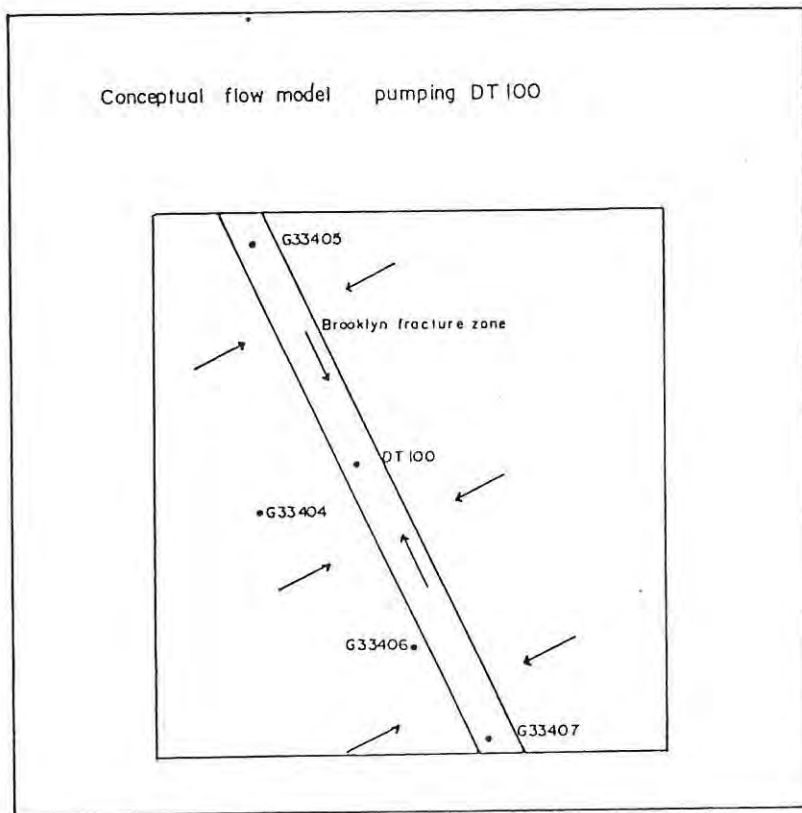 Conceptual flow model pumping DT 100
G33405
Brooklyn fracture zone
DT 100
G33404
G33406
G33407